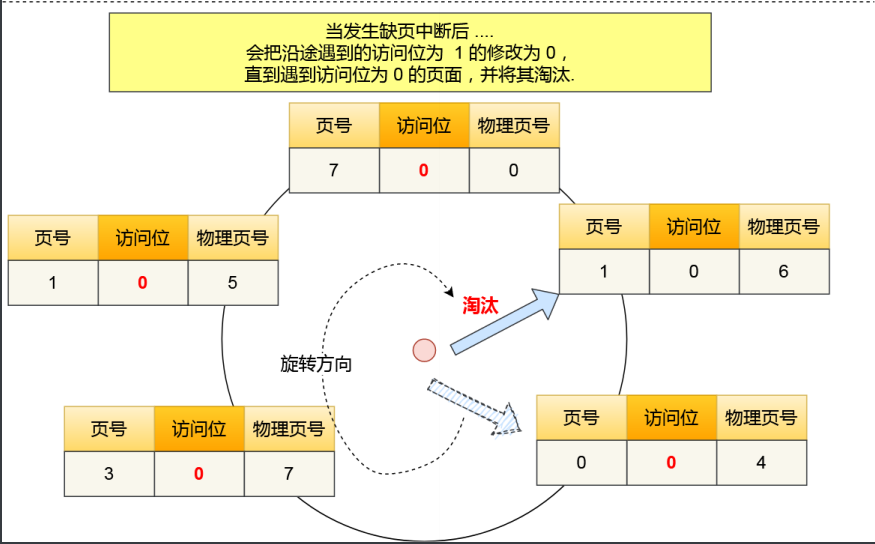 当发生缺页中断后 ....
会把沿途遇到的访问位为 1 的修改为 0，
直到遇到访问位为 0 的页面，并将其淘汰.
页号 访问位 物理页号
7 0 0
页号 访问位 物理页号
1 0 5
页号 访问位 物理页号
1 0 6
淘汰
旋转方向
页号 访问位 物理页号
3 0 7
页号 访问位 物理页号
0 0 4